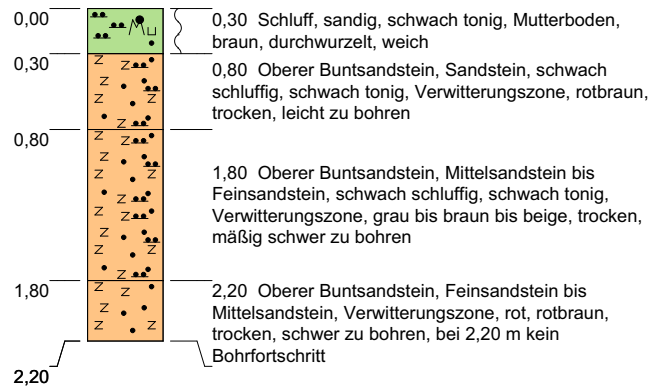 0,00
0,30 Schluff, sandig, schwach tonig, Mutterboden,
braun, durchwurzelt, weich
0,30
0,80 Oberer Buntsandstein, Sandstein, schwach
schluffig, schwach tonig, Verwitterungszone, rotbraun,
trocken, leicht zu bohren
0,80
1,80 Oberer Buntsandstein, Mittelsandstein bis
Feinsandstein, schwach schluffig, schwach tonig,
Verwitterungszone, grau bis braun bis beige, trocken,
mäßig schwer zu bohren
1,80
2,20 Oberer Buntsandstein, Feinsandstein bis
Mittelsandstein, Verwitterungszone, rot, rotbraun,
trocken, schwer zu bohren, bei 2,20 m kein
Bohrfortschritt
2,20